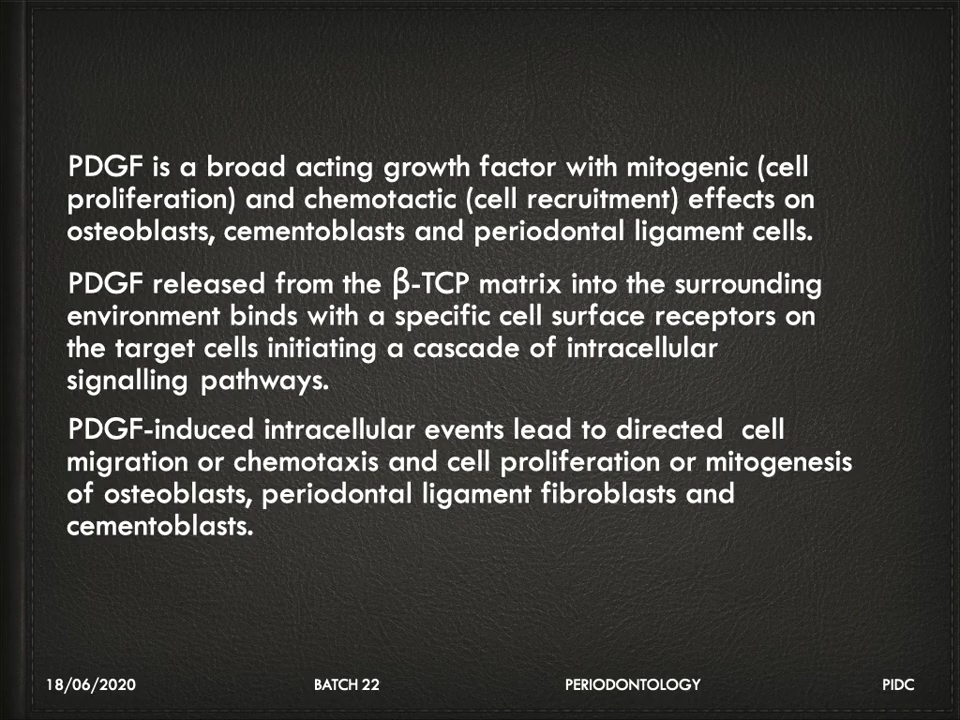 PDGF is a broad acting growth factor with mitogenic (cell
proliferation) and chemotactic (cell recruitment) effects on
osteoblasts, cementoblasts and periodontal ligament cells.
PDGF released from the β-TCP matrix into the surrounding
environment binds with a specific cell surface receptors on
the target cells initiating a cascade of intracellular
signalling pathways.
PDGF-induced intracellular events lead to directed  cell
migration or chemotaxis and cell proliferation or mitogenesis
of osteoblasts, periodontal ligament fibroblasts and
cementoblasts.
18/06/2020 BATCH 22 PERIODONTOLOGY PIDC